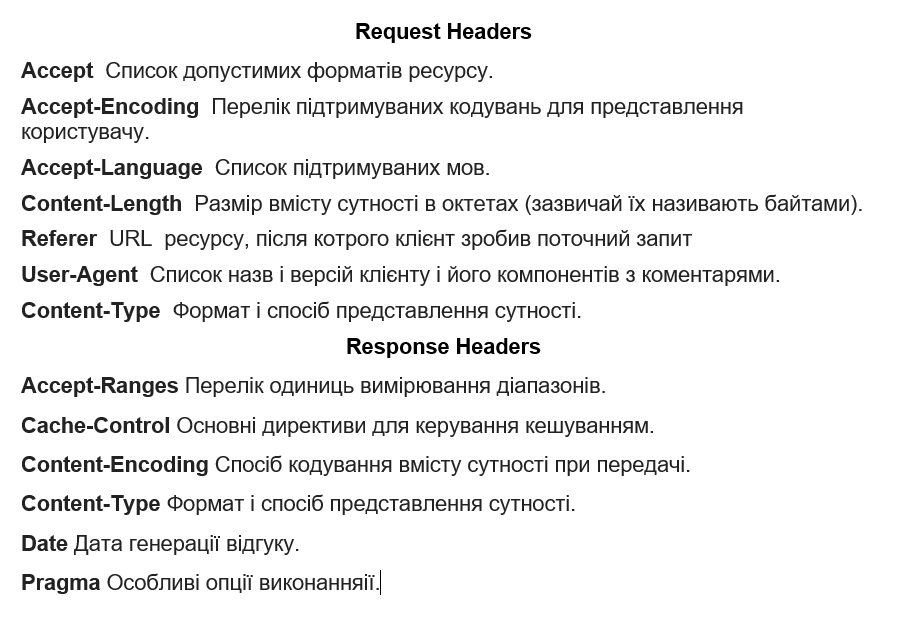 Request Headers
Accept  Список допустимих форматів ресурсу.
Accept-Encoding  Перелік підтримуваних кодувань для представлення
користувачу.
Accept-Language  Список підтримуваних мов.
Content-Length  Размір вмісту сутності в октетах (зазвичай їх називають байтами).
Referer  URL  ресурсу, після котрого клієнт зробив поточний запит
User-Agent  Список назв і версій клієнту і його компонентів з коментарями.
Content-Type  Формат і спосіб представлення сутності.
Response Headers
Accept-Ranges Перелік одиниць вимірювання діапазонів.
Cache-Control Основні директиви для керування кешуванням.
Content-Encoding Спосіб кодування вмісту сутності при передачі.
Content-Type Формат і спосіб представлення сутності.
Date Дата генерації відгуку.
Pragma Особливі опції виконанняії.